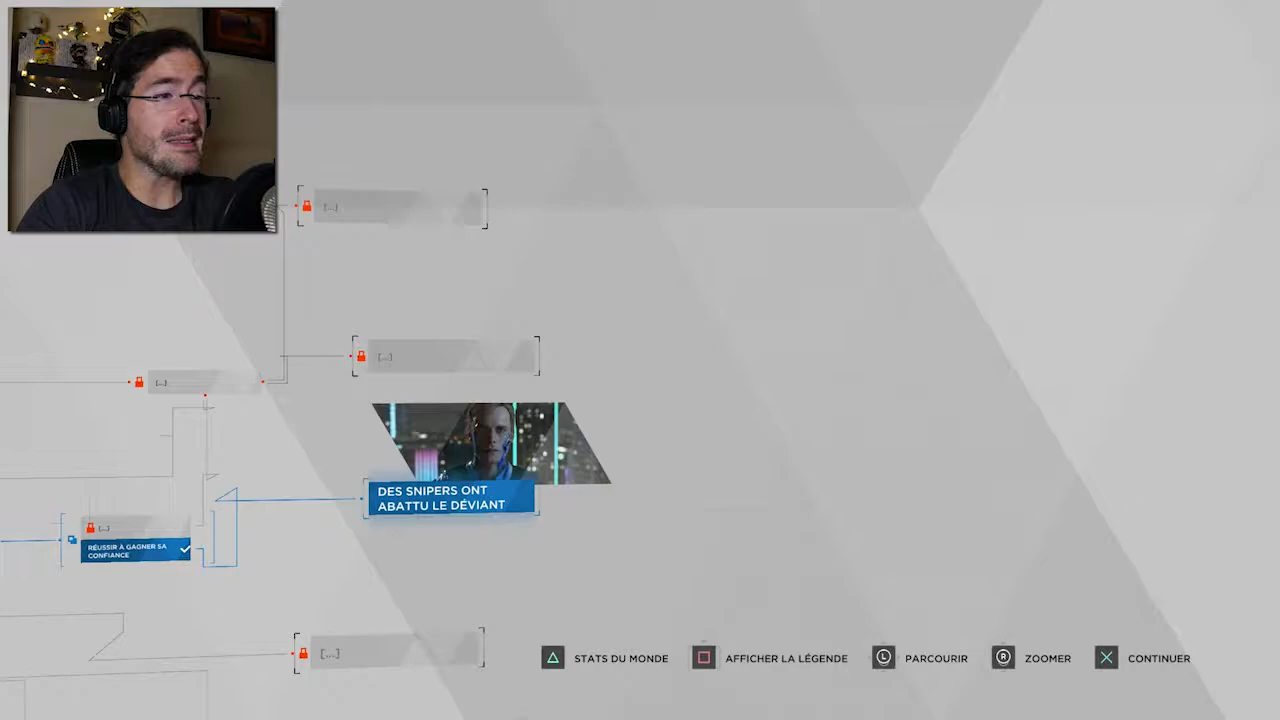 [...]
[...]
[...]
DES SNIPERS ONT
ABATTU LE DÉVIANT
[...]
RÉUSSIR À GAGNER SA
CONFIANCE
[...]
STATS DU MONDE
AFFICHER LA LÉGENDE
L PARCOURIR
R ZOOMER
CONTINUER